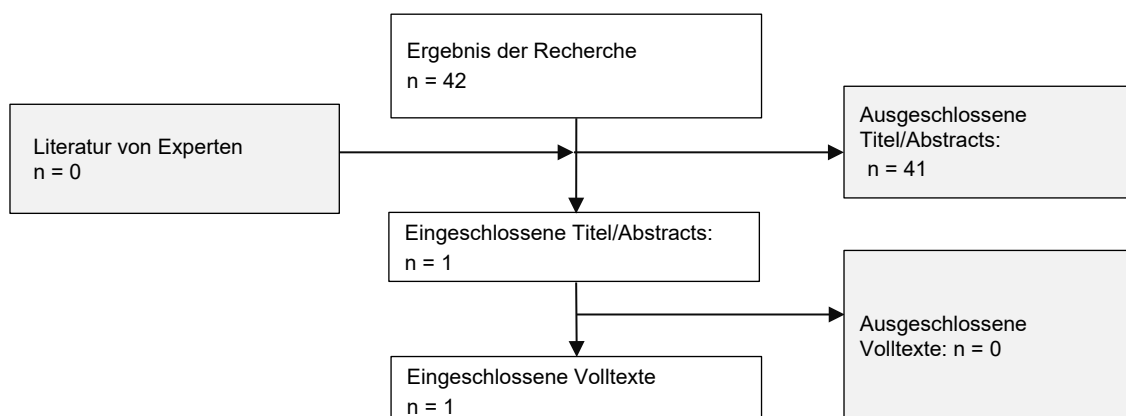 Ergebnis der Recherche
n = 42
Literatur von Experten
n = 0
Ausgeschlossene
Titel/Abstracts:
n = 41
Eingeschlossene Titel/Abstracts:
n = 1
Ausgeschlossene
Volltexte: n = 0
Eingeschlossene Volltexte
n = 1